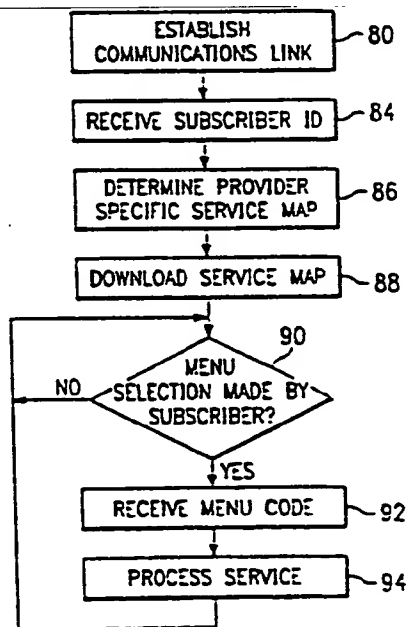 ESTABLISH
COMMUNICATIONS LINK
80
RECEIVE SUBSCRIBER ID
84
DETERMINE PROVIDER
SPECIFIC SERVICE MAP
86
DOWNLOAD SERVICE MAP
88
90
MENU
SELECTION MADE BY
SUBSCRIBER?
NO
YES
RECEIVE MENU CODE
92
PROCESS SERVICE
94